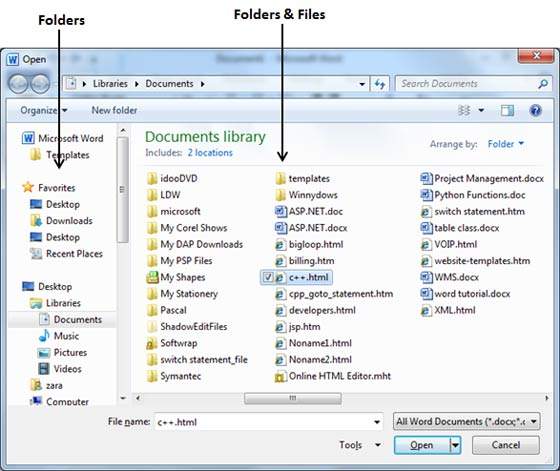 Folders
Folders & Files
Open
Libraries
Documents
Search Documents
Organize
New folder
Microsoft Word
Templates
Favorites
Desktop
Downloads
Desktop
Recent Places
Desktop
Libraries
Documents
Music
Pictures
Videos
zara
Computer
Documents library
Includes: 2 locations
Arrange by: Folder
idooDVD
LDW
microsoft
My Corel Shows
My DAP Downloads
My PSP Files
My Shapes
My Stationery
Pascal
ShadowEditFiles
Softwrap
switch statement_file
Symantec
templates
Winnydows
ASP.NET.doc
ASP.NET.docx
bigloop.html
billing.htm
c++.html
cpp_goto_statement.htm
developers.html
jsp.htm
Noname1.html
Noname2.html
Online HTML Editor.mht
Project Management.docx
Python Functions.doc
switch statement.htm
table class.docx
VOIP.html
website-templates.htm
WMS.docx
word tutorial.docx
XML.html
File name: c++.html
All Word Documents (*.docx;*.c
Tools
Open
Cancel